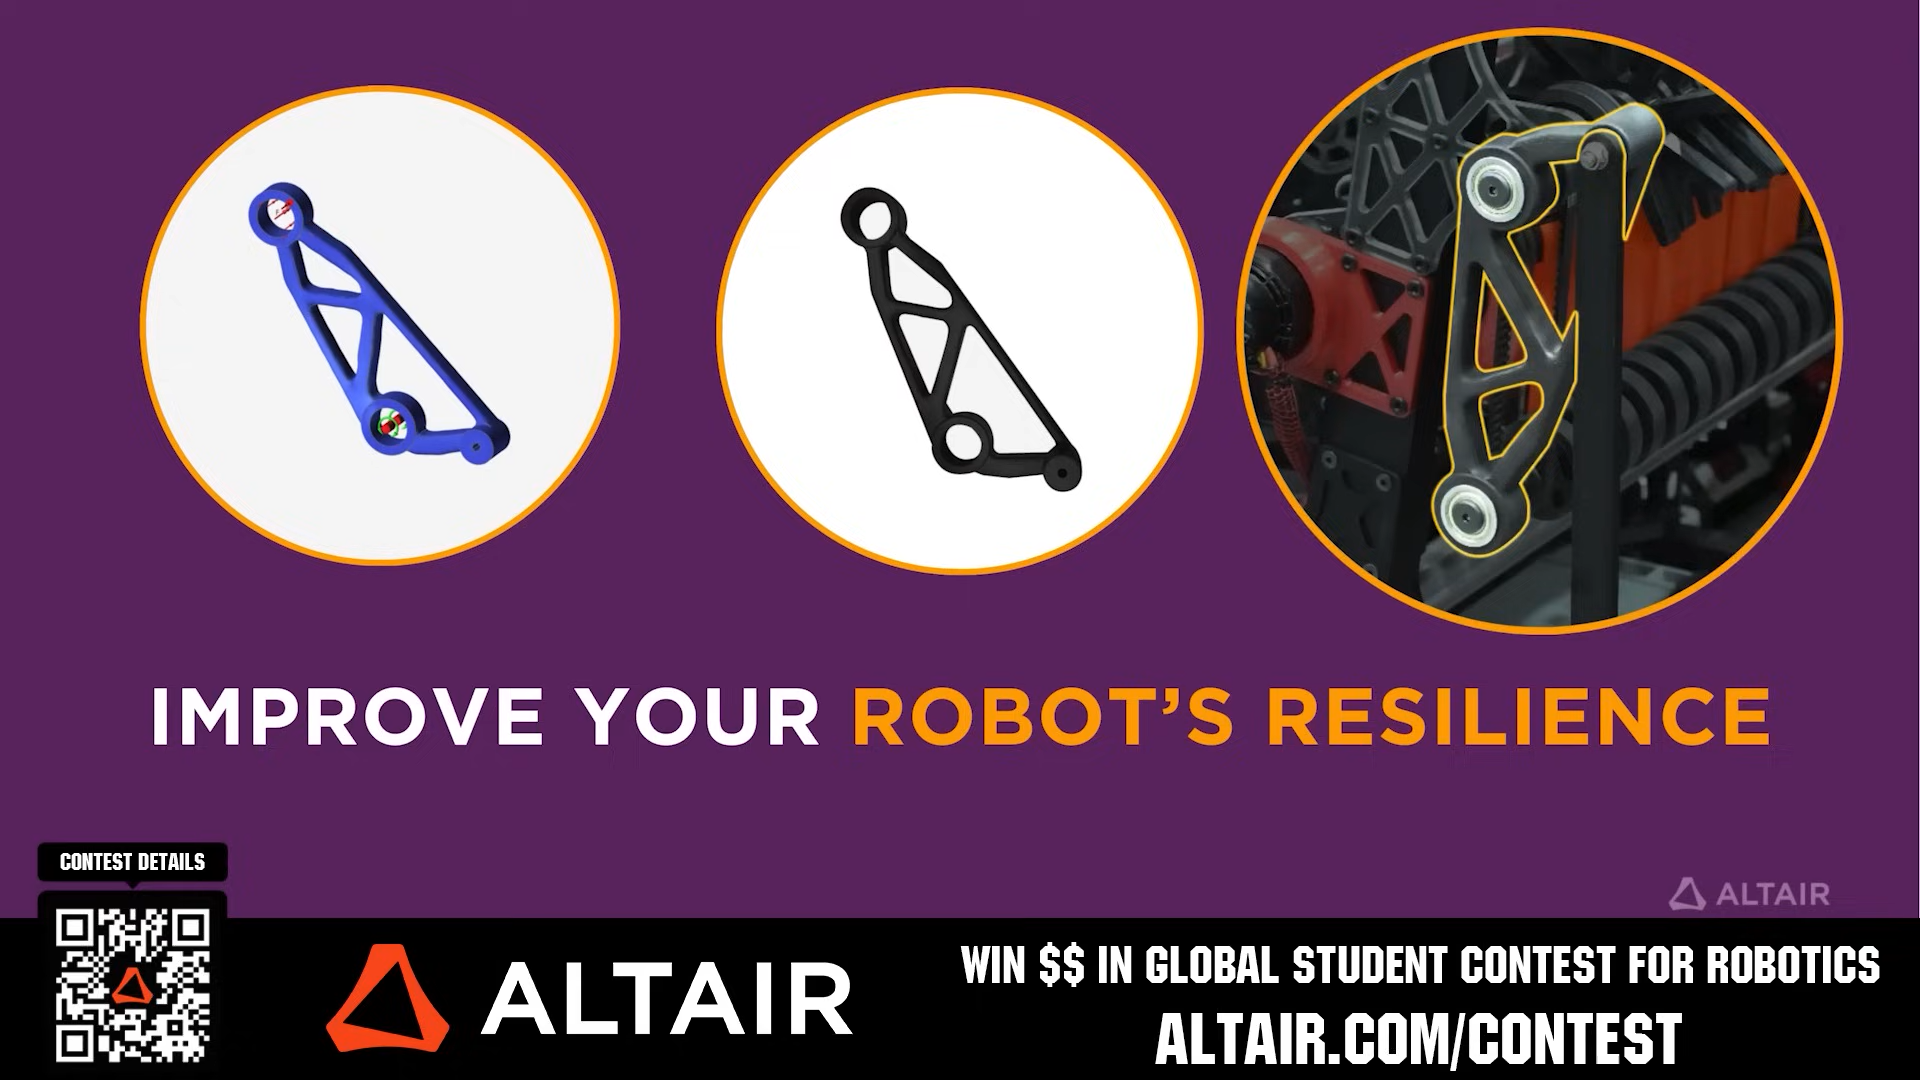 IMPROVE YOUR ROBOT'S RESILIENCE
CONTEST DETAILS
ALTAIR
ALTAIR
WIN $$ IN GLOBAL STUDENT CONTEST FOR ROBOTICS
ALTAIR.COM/CONTEST